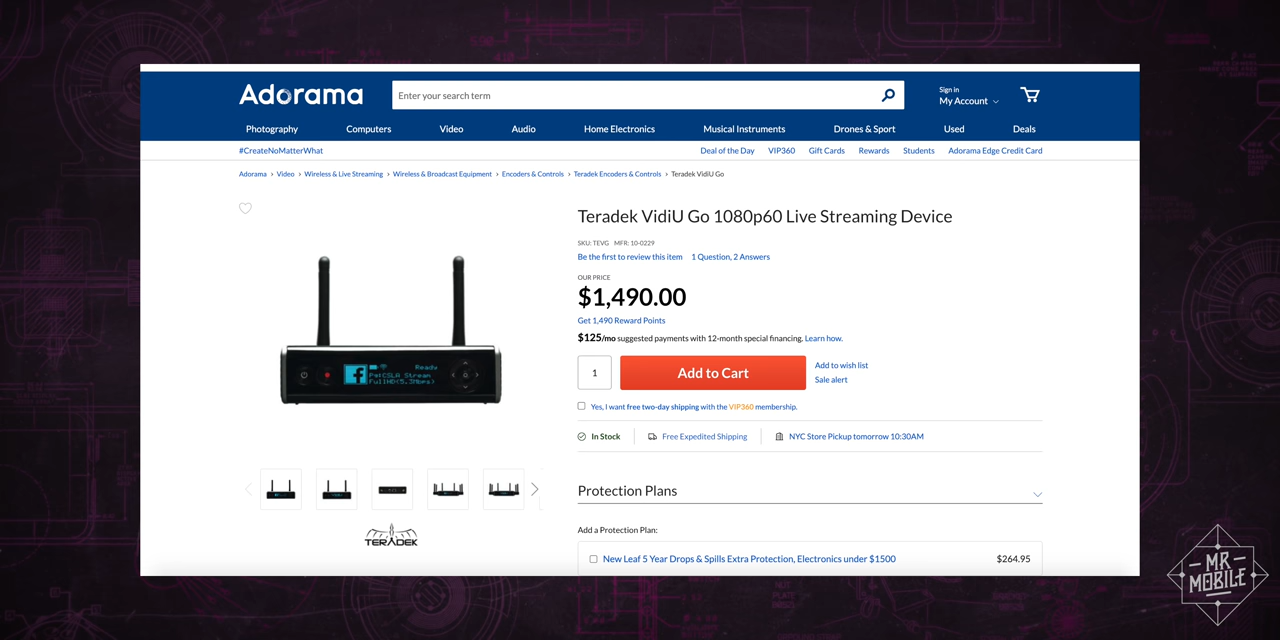 Adorama
Enter your search term
Sign in
My Account
Photography Computers Video Audio Home Electronics Musical Instruments Drones & Sport Used Deals
#CreateNoMatterWhat
Deal of the Day VIP360 Gift Cards Rewards Students Adorama Edge Credit Card
Adorama > Video > Wireless & Live Streaming > Wireless & Broadcast Equipment > Encoders & Controls > Teradek Encoders & Controls > Teradek VidiU Go
Teradek VidiU Go 1080p60 Live Streaming Device
SKU: TEVG MFR: 10-0229
Be the first to review this item 1 Question, 2 Answers
OUR PRICE
$1,490.00
Get 1,490 Reward Points
$125/mo suggested payments with 12-month special financing. Learn how.
1
Add to Cart
Add to wish list
Sale alert
Yes, I want free two-day shipping with the VIP360 membership.
In Stock
Free Expedited Shipping
NYC Store Pickup tomorrow 10:30AM
Protection Plans
Add a Protection Plan:
New Leaf 5 Year Drops & Spills Extra Protection, Electronics under $1500 $264.95
Ready
Ps:CSLA Stream
FullHD(5.3Mbps)
TERADEK
MR
MOBILE